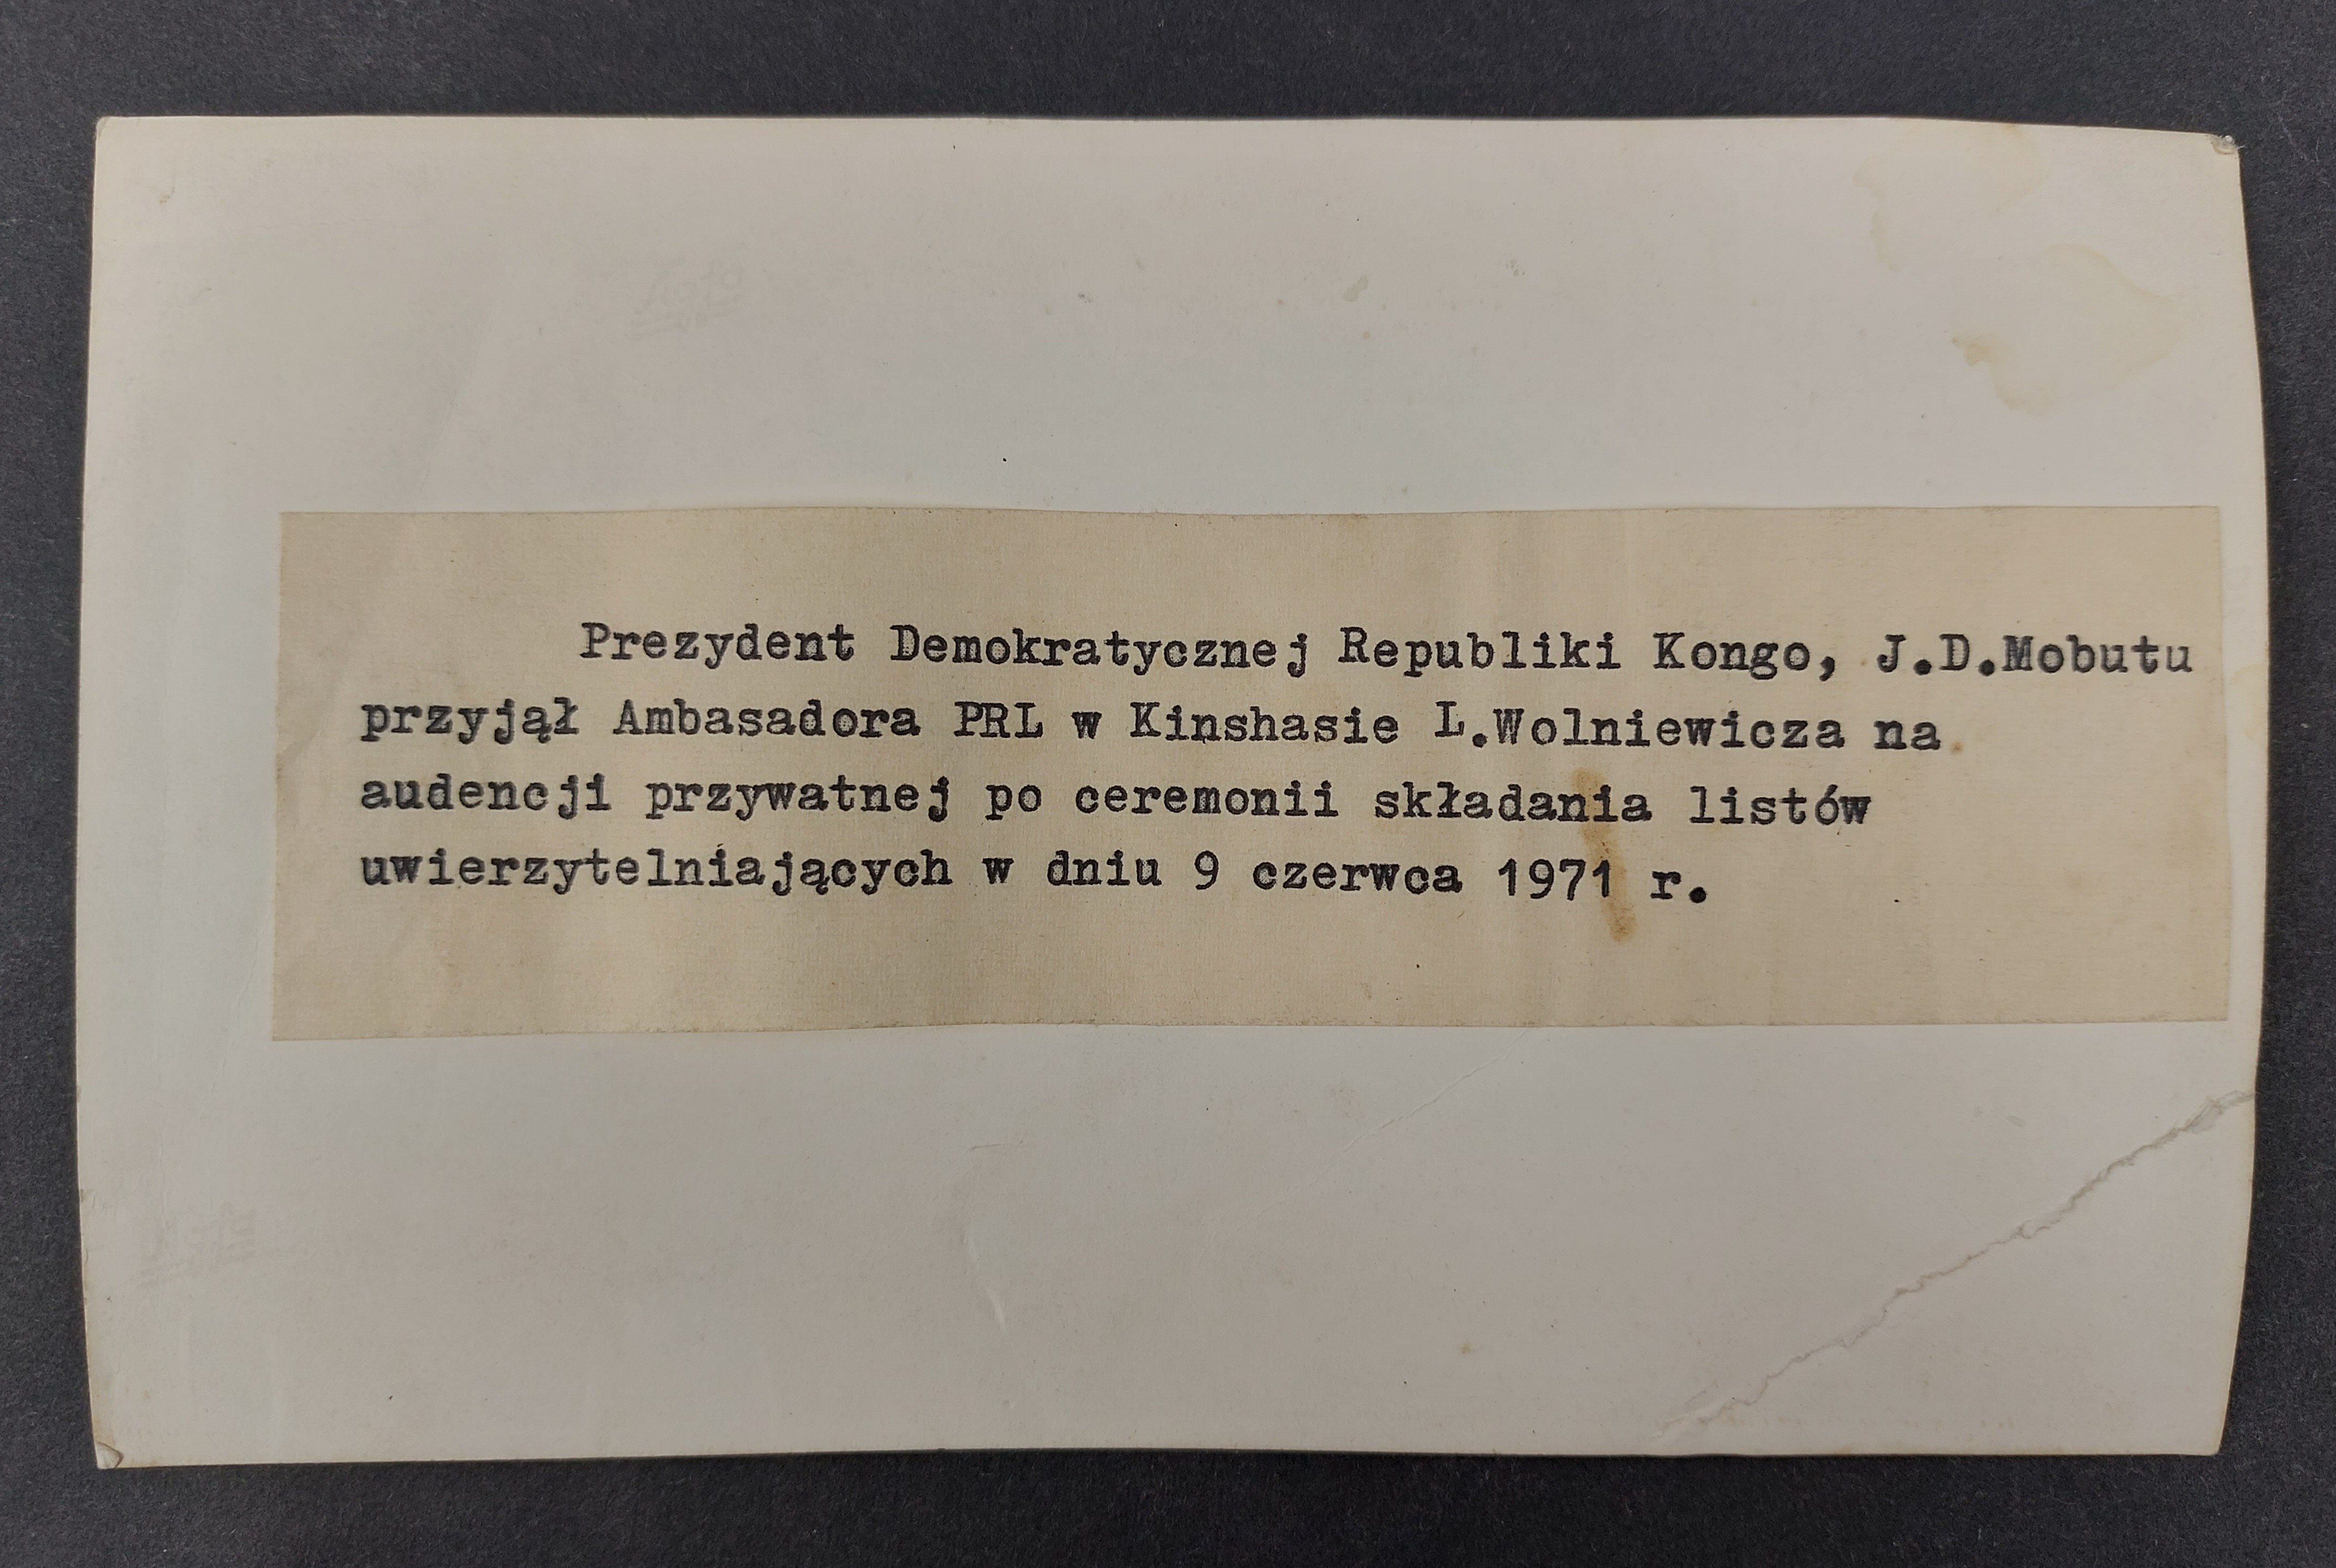 Prezydent Demokratycznej Republiki Kongo, J.D.Mobutu
przyjął Ambasadora PRL w Kinshasie L.Wolniewicza na
audencji przywatnej po ceremonii składania listów
uwierzytelniających w dniu 9 czerwca 1971 r.